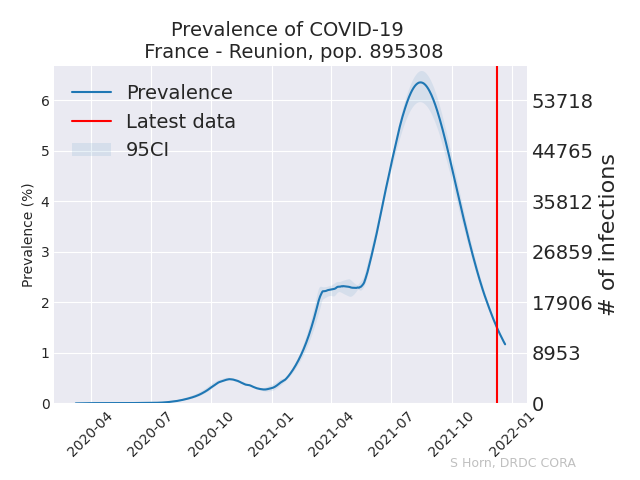 Prevalence of COVID-19
France - Reunion, pop. 895308
Prevalence
Latest data
95CI
Prevalence (%)
6
5
4
3
2
1
0
53718
44765
35812
26859
17906
8953
0
# of infections
2020-04
2020-07
2020-10
2021-01
2021-04
2021-07
2021-10
2022-01
S Horn, DRDC CORA